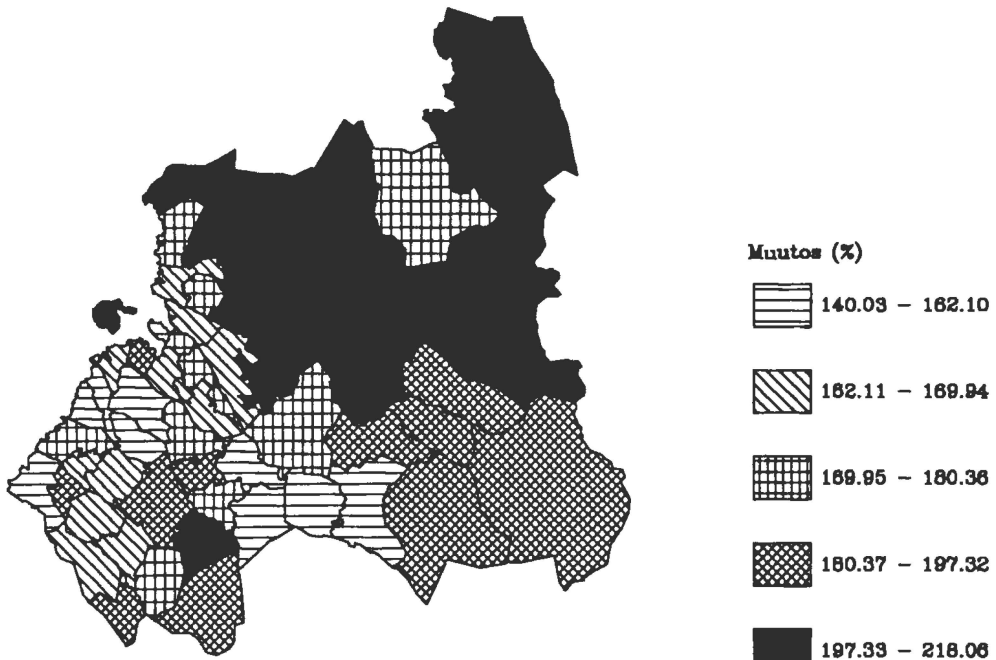 Muutos (%)
140.03 - 162.10
162.11 - 169.94
169.95 - 180.36
180.37 - 197.32
197.33 - 218.06